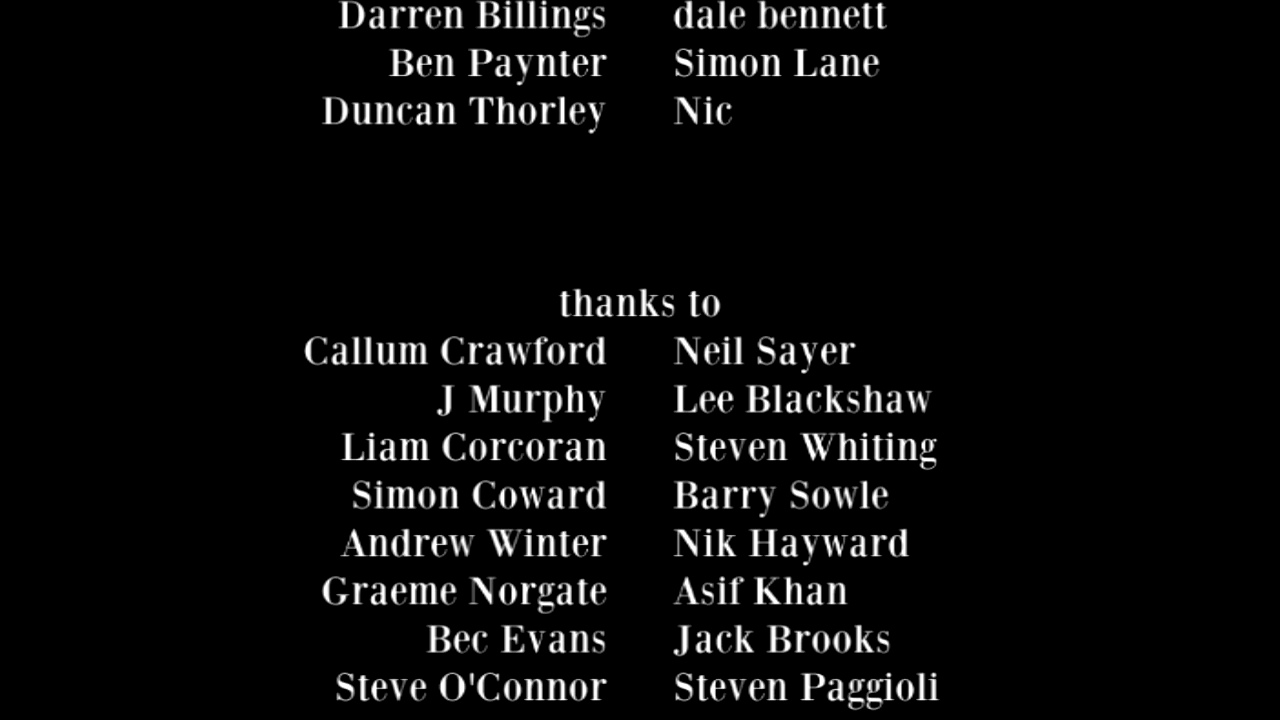 Darren Billings dale bennett
Ben Paynter Simon Lane
Duncan Thorley Nic
thanks to
Callum Crawford Neil Sayer
J Murphy Lee Blackshaw
Liam Corcoran Steven Whiting
Simon Coward Barry Sowle
Andrew Winter Nik Hayward
Graeme Norgate Asif Khan
Bec Evans Jack Brooks
Steve O'Connor Steven Paggioli